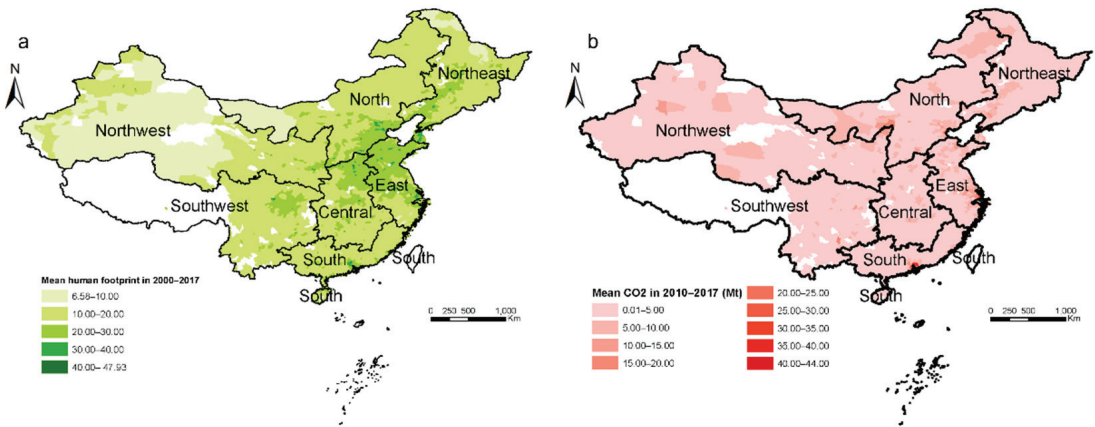 a
N
Northeast
North
Northwest
East
Southwest
Central
South
South
South
Mean human footprint in 2000–2017
6.58–10.00
10.00–20.00
20.00–30.00
30.00–40.00
40.00–47.93
0 250 500 1,000
Km
b
N
Northeast
North
Northwest
East
Southwest
Central
South
South
South
Mean CO2 in 2010–2017 (Mt)
0.01–5.00
5.00–10.00
10.00–15.00
15.00–20.00
20.00–25.00
25.00–30.00
30.00–35.00
35.00–40.00
40.00–44.00
0 250 500 1,000
Km